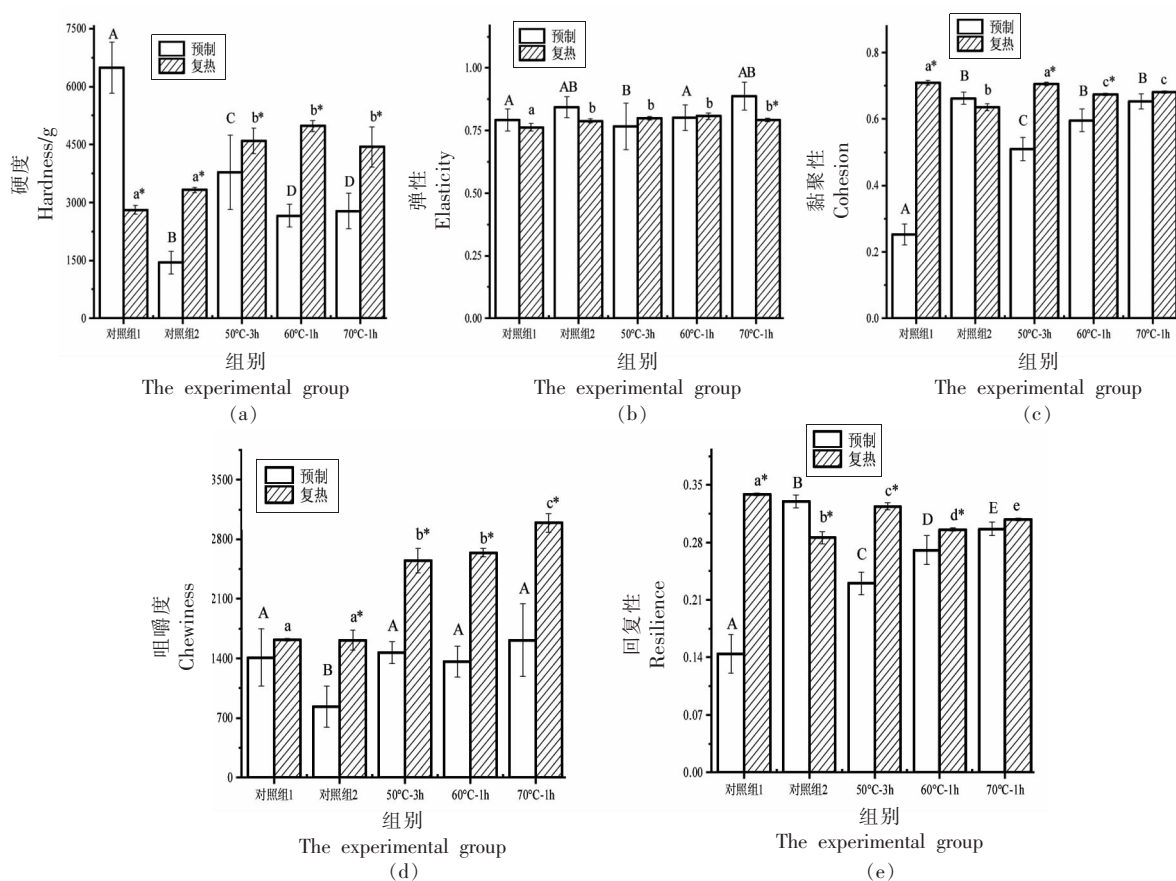 7500
6000
4500
3000
1500
0
硬度
Hardness/g
预制
复热
A
a*
B
a*
C
b*
D
b*
D
b*
对照组1 对照组2 50℃-3h 60℃-1h 70℃-1h
组别
The experimental group
(a)
1.00
0.75
0.50
0.25
0.00
弹性
Elasticity
预制
复热
A
a
AB
b
B
b
A
b
AB
b*
对照组1 对照组2 50℃-3h 60℃-1h 70℃-1h
组别
The experimental group
(b)
0.8
0.6
0.4
0.2
0.0
黏聚性
Cohesion
预制
复热
A
a*
B
b
C
a*
B
c*
B
c
对照组1 对照组2 50℃-3h 60℃-1h 70℃-1h
组别
The experimental group
(c)
3500
2800
2100
1400
700
0
咀嚼度
Chewiness
预制
复热
A
a
B
a*
A
b*
A
b*
A
c*
对照组1 对照组2 50℃-3h 60℃-1h 70℃-1h
组别
The experimental group
(d)
0.35
0.28
0.21
0.14
0.07
0.00
回复性
Resilience
预制
复热
A
a*
B
b*
C
c*
D
d*
E
e
对照组1 对照组2 50℃-3h 60℃-1h 70℃-1h
组别
The experimental group
(e)